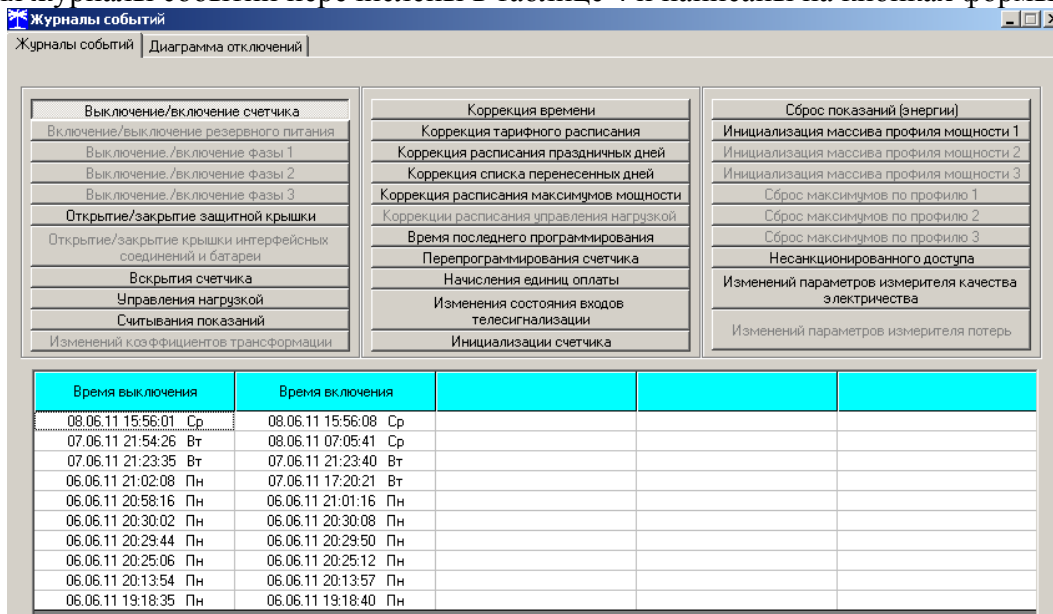 Журналы событий
Журналы событий
Диаграмма отключений
Выключение/включение счетчика
Включение/выключение резервного питания
Выключение./включение фазы 1
Выключение./включение фазы 2
Выключение./включение фазы 3
Открытие/закрытие защитной крышки
Открытие/закрытие крышки интерфейсных
соединений и батареи
Вскрытия счетчика
Управления нагрузкой
Считывания показаний
Изменений коэффициентов трансформации
Коррекция времени
Коррекция тарифного расписания
Коррекция расписания праздничных дней
Коррекция списка перенесенных дней
Коррекция расписания максимумов мощности
Коррекции расписания управления нагрузкой
Время последнего программирования
Перепрограммирования счетчика
Начисления единиц оплаты
Изменения состояния входов
телесигнализации
Инициализации счетчика
Сброс показаний (энергии)
Инициализация массива профиля мощности 1
Инициализация массива профиля мощности 2
Инициализация массива профиля мощности 3
Сброс максимумов по профилю 1
Сброс максимумов по профилю 2
Сброс максимумов по профилю 3
Несанкционированного доступа
Изменений параметров измерителя качества
электричества
Изменений параметров измерителя потерь
Время выключения Время включения
08.06.11 15:56:01 Ср 08.06.11 15:56:08 Ср
07.06.11 21:54:26 Вт 08.06.11 07:05:41 Ср
07.06.11 21:23:35 Вт 07.06.11 21:23:40 Вт
06.06.11 21:02:08 Пн 07.06.11 17:20:21 Вт
06.06.11 20:58:16 Пн 06.06.11 21:01:16 Пн
06.06.11 20:30:02 Пн 06.06.11 20:30:08 Пн
06.06.11 20:29:44 Пн 06.06.11 20:29:50 Пн
06.06.11 20:25:06 Пн 06.06.11 20:25:12 Пн
06.06.11 20:13:54 Пн 06.06.11 20:13:57 Пн
06.06.11 19:18:35 Пн 06.06.11 19:18:40 Пн